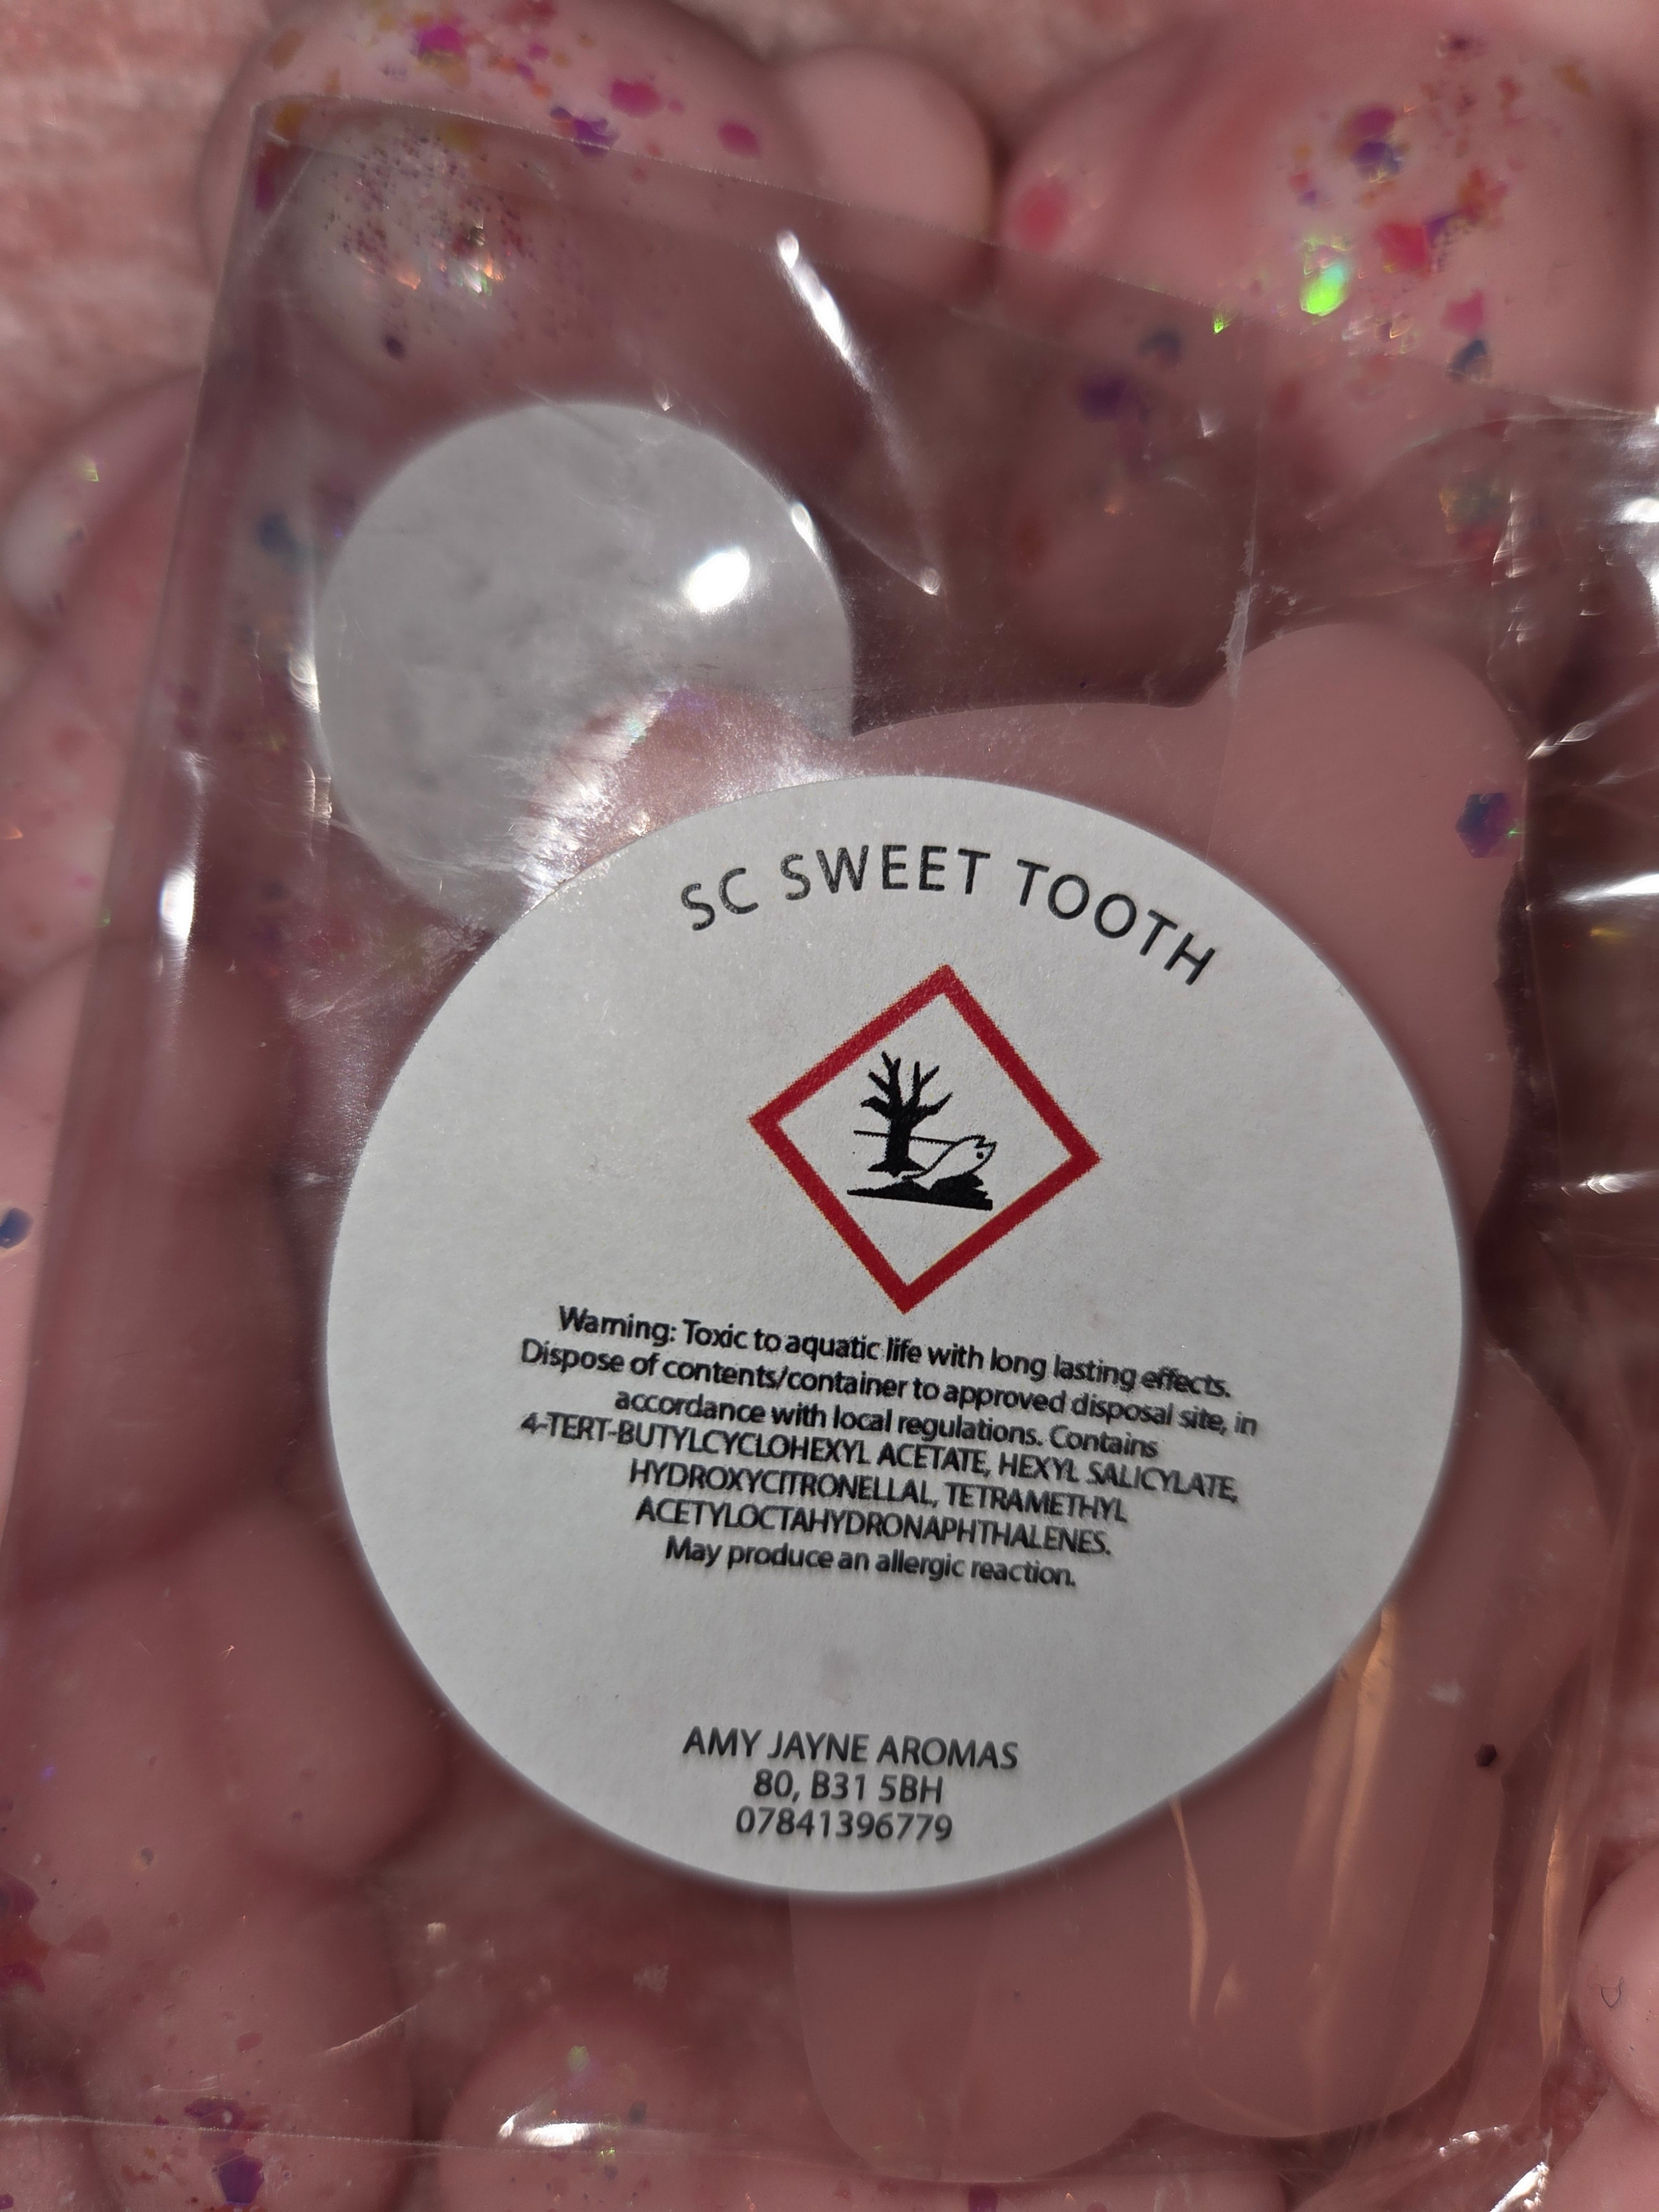 SC SWEET TOOTH
Warning: Toxic to aquatic life with long lasting effects.
Dispose of contents/container to approved disposal site, in
accordance with local regulations. Contains
4-TERT-BUTYLCYCLOHEXYL ACETATE, HEXYL SALICYLATE,
HYDROXYCITRONELLAL, TETRAMETHYL
ACETYLOCTAHYDRONAPHTHALENES.
May produce an allergic reaction.
AMY JAYNE AROMAS
80, B31 5BH
07841396779